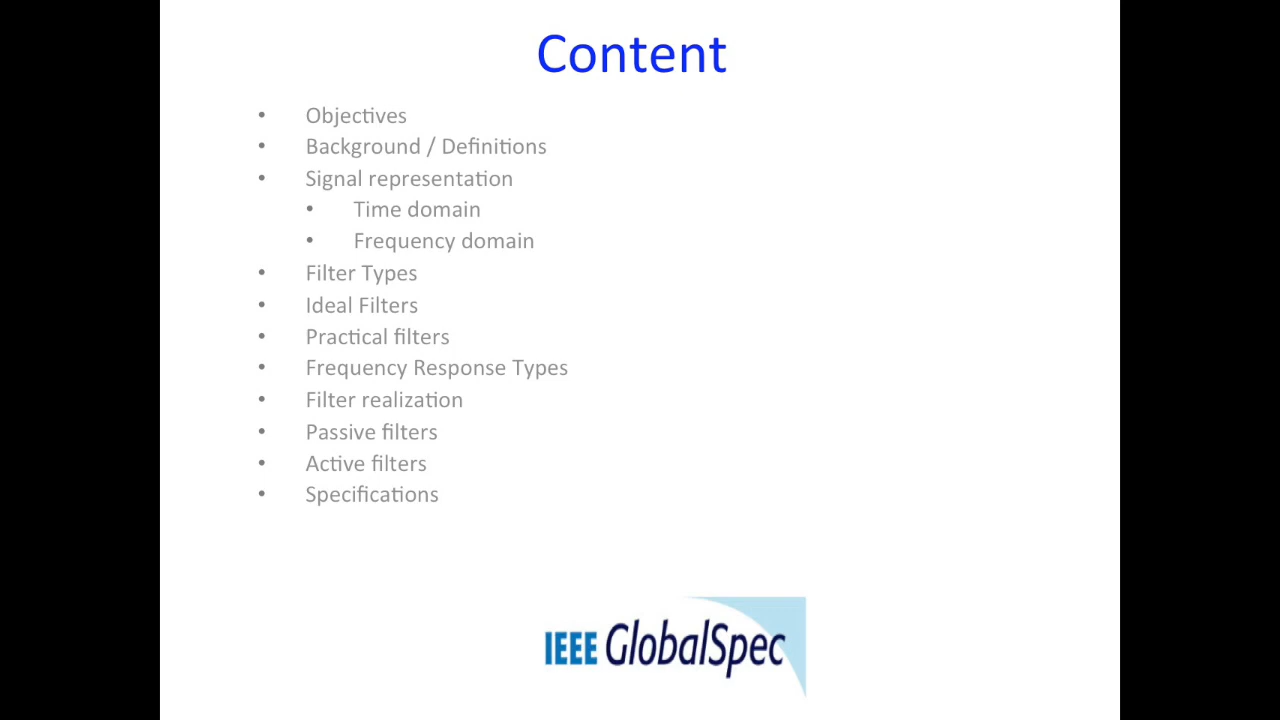 Content
• Objectives
• Background / Definitions
• Signal representation
• Time domain
• Frequency domain
• Filter Types
• Ideal Filters
• Practical filters
• Frequency Response Types
• Filter realization
• Passive filters
• Active filters
• Specifications
IEEE GlobalSpec